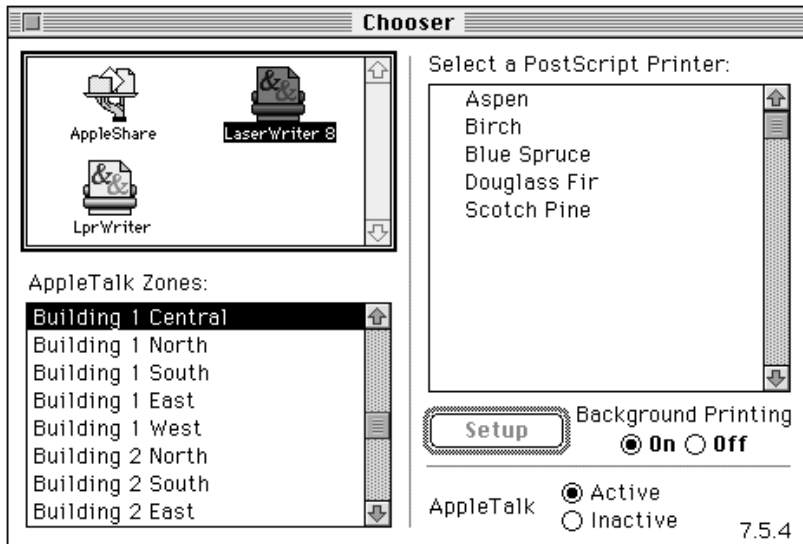 Chooser
AppleShare
LaserWriter 8
LprWriter
AppleTalk Zones:
Building 1 Central
Building 1 North
Building 1 South
Building 1 East
Building 1 West
Building 2 North
Building 2 South
Building 2 East
Select a PostScript Printer:
Aspen
Birch
Blue Spruce
Douglass Fir
Scotch Pine
Setup
Background Printing
On Off
AppleTalk
Active
Inactive
7.5.4